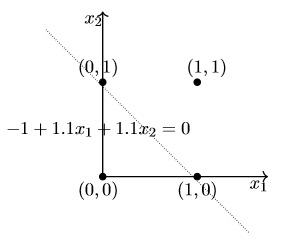 x₂
(0, 1)
(1, 1)
−1 + 1.1x₁ + 1.1x₂ = 0
(0, 0)
(1, 0)
x₁